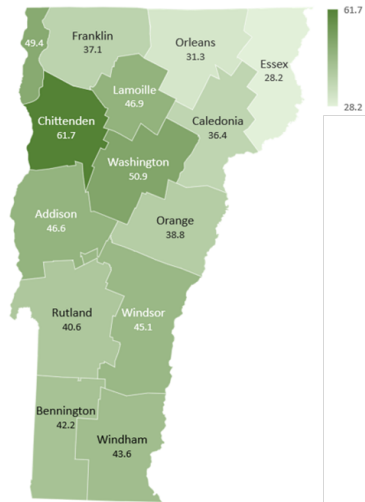 61.7
28.2
49.4
Franklin
37.1
Orleans
31.3
Essex
28.2
Lamoille
46.9
Chittenden
61.7
Caledonia
36.4
Washington
50.9
Addison
46.6
Orange
38.8
Rutland
40.6
Windsor
45.1
Bennington
42.2
Windham
43.6